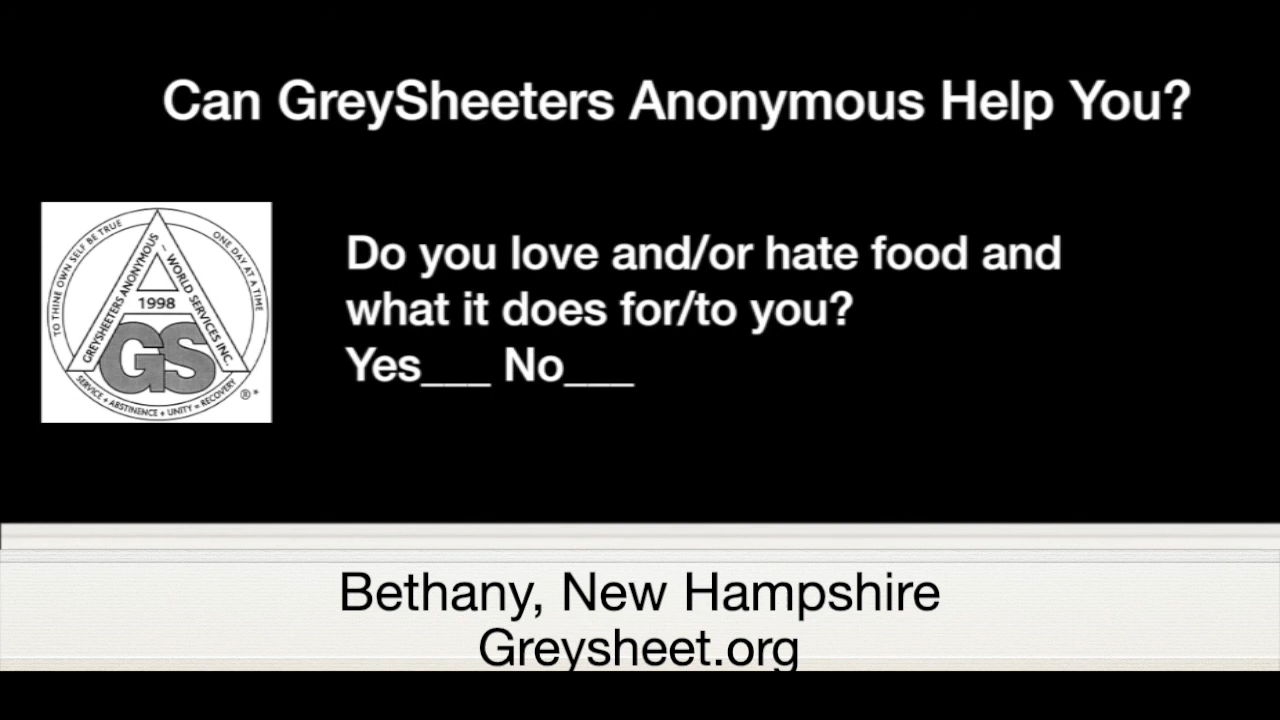 Can GreySheeters Anonymous Help You?
TO THINE OWN SELF BE TRUE
ONE DAY AT A TIME
GREYSHEETERS ANONYMOUS – WORLD SERVICES INC.
1998
GS
SERVICE + ABSTINENCE + UNITY = RECOVERY
®*
Do you love and/or hate food and
what it does for/to you?
Yes___ No___
Bethany, New Hampshire
Greysheet.org